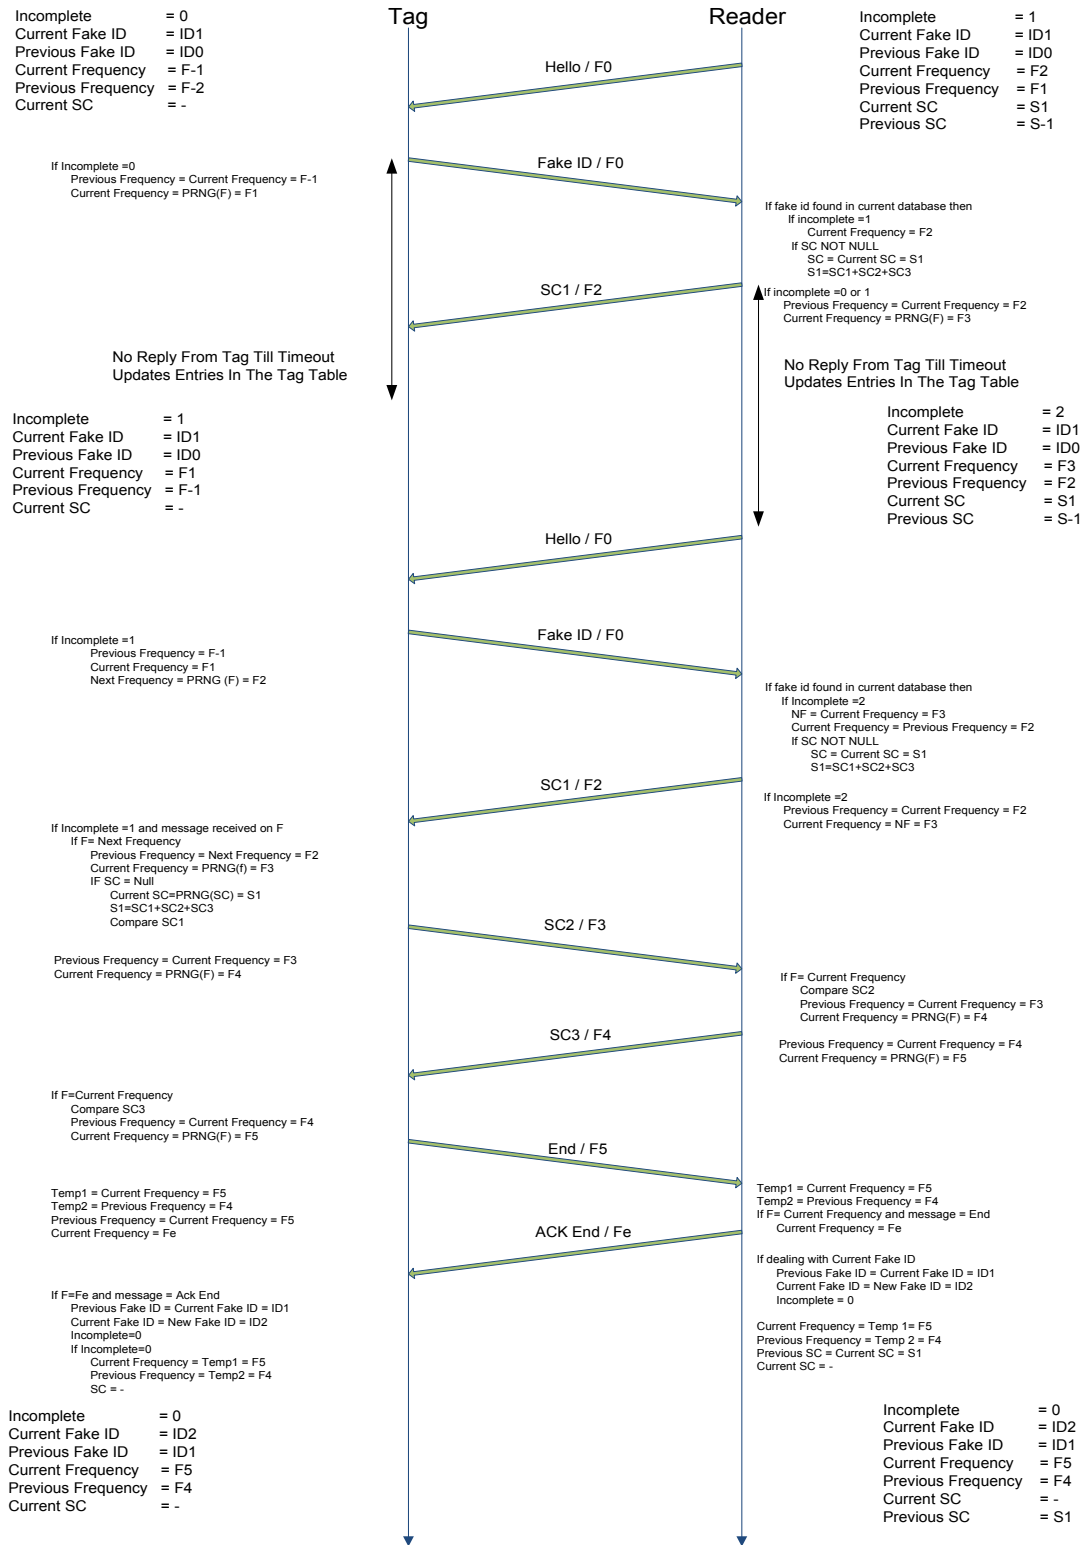 Tag
Reader
Incomplete = 0
Current Fake ID = ID1
Previous Fake ID = ID0
Current Frequency = F-1
Previous Frequency = F-2
Current SC = -
Incomplete = 1
Current Fake ID = ID1
Previous Fake ID = ID0
Current Frequency = F2
Previous Frequency = F1
Current SC = S1
Previous SC = S-1
Hello / F0
If Incomplete =0
Previous Frequency = Current Frequency = F-1
Current Frequency = PRNG(F) = F1
Fake ID / F0
If fake id found in current database then
If incomplete =1
Current Frequency = F2
If SC NOT NULL
SC = Current SC = S1
S1=SC1+SC2+SC3
SC1 / F2
If incomplete =0 or 1
Previous Frequency = Current Frequency = F2
Current Frequency = PRNG(F) = F3
No Reply From Tag Till Timeout
Updates Entries In The Tag Table
No Reply From Tag Till Timeout
Updates Entries In The Tag Table
Incomplete = 1
Current Fake ID = ID1
Previous Fake ID = ID0
Current Frequency = F1
Previous Frequency = F-1
Current SC = -
Incomplete = 2
Current Fake ID = ID1
Previous Fake ID = ID0
Current Frequency = F3
Previous Frequency = F2
Current SC = S1
Previous SC = S-1
Hello / F0
If Incomplete =1
Previous Frequency = F-1
Current Frequency = F1
Next Frequency = PRNG (F) = F2
Fake ID / F0
If fake id found in current database then
If Incomplete =2
NF = Current Frequency = F3
Current Frequency = Previous Frequency = F2
If SC NOT NULL
SC = Current SC = S1
S1=SC1+SC2+SC3
SC1 / F2
If Incomplete =2
Previous Frequency = Current Frequency = F2
Current Frequency = NF = F3
If Incomplete =1 and message received on F
If F= Next Frequency
Previous Frequency = Next Frequency = F2
Current Frequency = PRNG(f) = F3
IF SC = Null
Current SC=PRNG(SC) = S1
S1=SC1+SC2+SC3
Compare SC1
SC2 / F3
Previous Frequency = Current Frequency = F3
Current Frequency = PRNG(F) = F4
If F= Current Frequency
Compare SC2
Previous Frequency = Current Frequency = F3
Current Frequency = PRNG(F) = F4
SC3 / F4
Previous Frequency = Current Frequency = F4
Current Frequency = PRNG(F) = F5
If F=Current Frequency
Compare SC3
Previous Frequency = Current Frequency = F4
Current Frequency = PRNG(F) = F5
End / F5
Temp1 = Current Frequency = F5
Temp2 = Previous Frequency = F4
Previous Frequency = Current Frequency = F5
Current Frequency = Fe
Temp1 = Current Frequency = F5
Temp2 = Previous Frequency = F4
If F= Current Frequency and message = End
Current Frequency = Fe
ACK End / Fe
If dealing with Current Fake ID
Previous Fake ID = Current Fake ID = ID1
Current Fake ID = New Fake ID = ID2
Incomplete = 0
If F=Fe and message = Ack End
Previous Fake ID = Current Fake ID = ID1
Current Fake ID = New Fake ID = ID2
Incomplete=0
If Incomplete=0
Current Frequency = Temp1 = F5
Previous Frequency = Temp2 = F4
SC = -
Current Frequency = Temp 1= F5
Previous Frequency = Temp 2 = F4
Previous SC = Current SC = S1
Current SC = -
Incomplete = 0
Current Fake ID = ID2
Previous Fake ID = ID1
Current Frequency = F5
Previous Frequency = F4
Current SC = -
Incomplete = 0
Current Fake ID = ID2
Previous Fake ID = ID1
Current Frequency = F5
Previous Frequency = F4
Current SC = -
Previous SC = S1